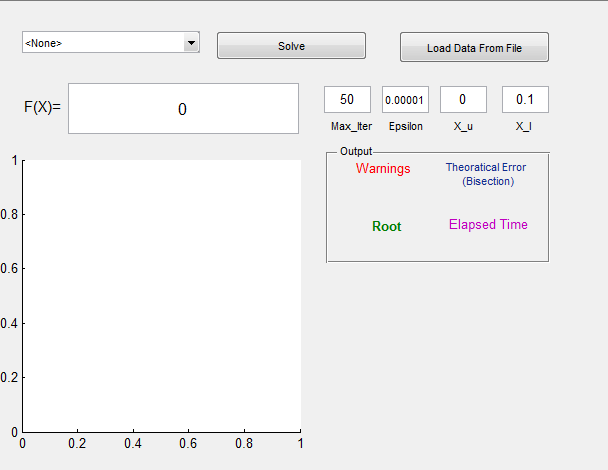 <None>
Solve
Load Data From File
F(X)=
0
50
0.00001
0
0.1
Max_Iter
Epsilon
X_u
X_l
Output
Warnings
Theoratical Error
(Bisection)
Root
Elapsed Time
1
0.8
0.6
0.4
0.2
0
0
0.2
0.4
0.6
0.8
1